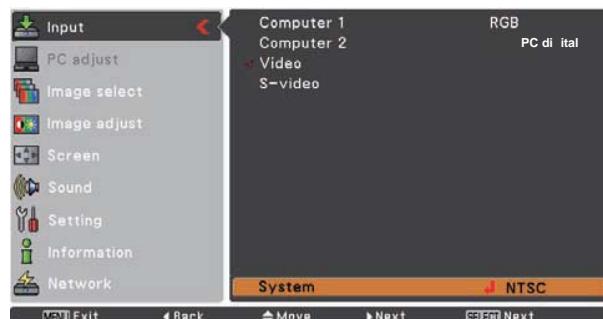 Input
PC adjust
Image select
Image adjust
Screen
Sound
Setting
Information
Network
Computer 1 RGB
Computer 2 PC di ital
Video
S-video
System NTSC
MENU Exit Back Move Next SELECT Next